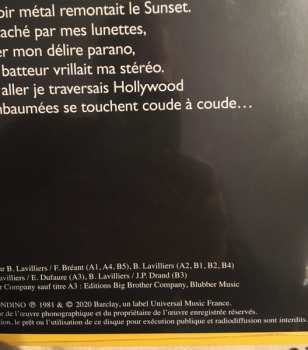 oir métal remontait le Sunset.
aché par mes lunettes,
er mon délire parano,
batteur vrillait ma stéréo.
aller je traversais Hollywood
nbaumées se touchent coude à coude…
ar B. Lavilliers / F. Bréant (A1, A4, B5), B. Lavilliers (A2, B1, B2, B4)
avilliers / E. Dufaure (A3), B. Lavilliers / J.P. Drand (B3)
r Company sauf titre A3 : Editions Big Brother Company, Blubber Music
NDINO ℗ 1981 & © 2020 Barclay, un label Universal Music France.
r de l'œuvre phonographique et du propriétaire de l'œuvre enregistrée réservés.
tion, le prêt ou l'utilisation de ce disque pour exécution publique et radiodiffusion sont interdits.